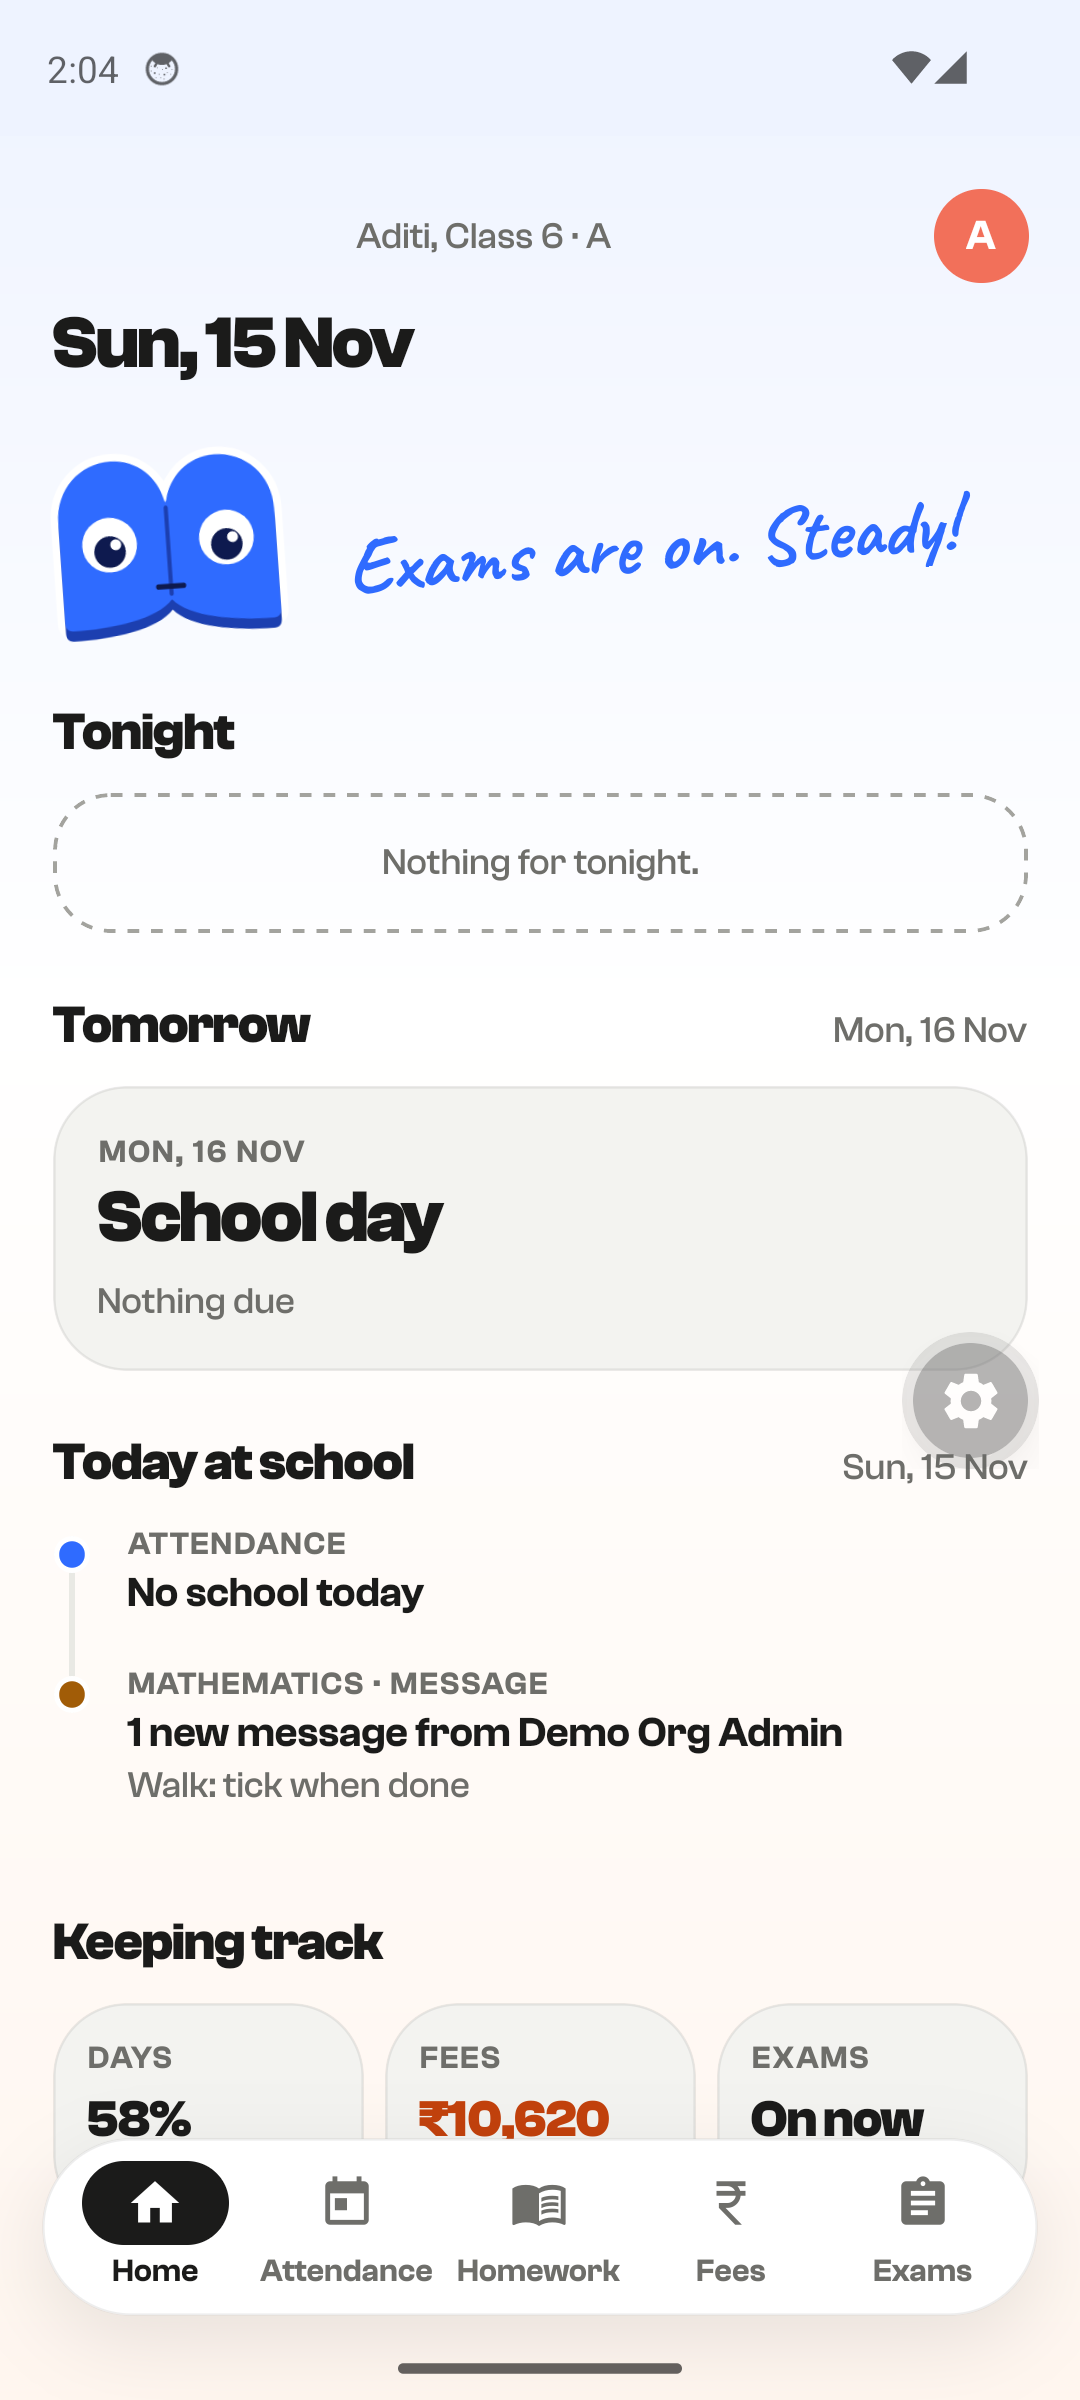 2:04
Aditi, Class 6 · A
A
Sun, 15 Nov
Exams are on. Steady!
Tonight
Nothing for tonight.
Tomorrow
Mon, 16 Nov
MON, 16 NOV
School day
Nothing due
Today at school
Sun, 15 Nov
ATTENDANCE
No school today
MATHEMATICS · MESSAGE
1 new message from Demo Org Admin
Walk: tick when done
Keeping track
DAYS
FEES
EXAMS
58%
₹10,620
On now
Home
Attendance
Homework
Fees
Exams